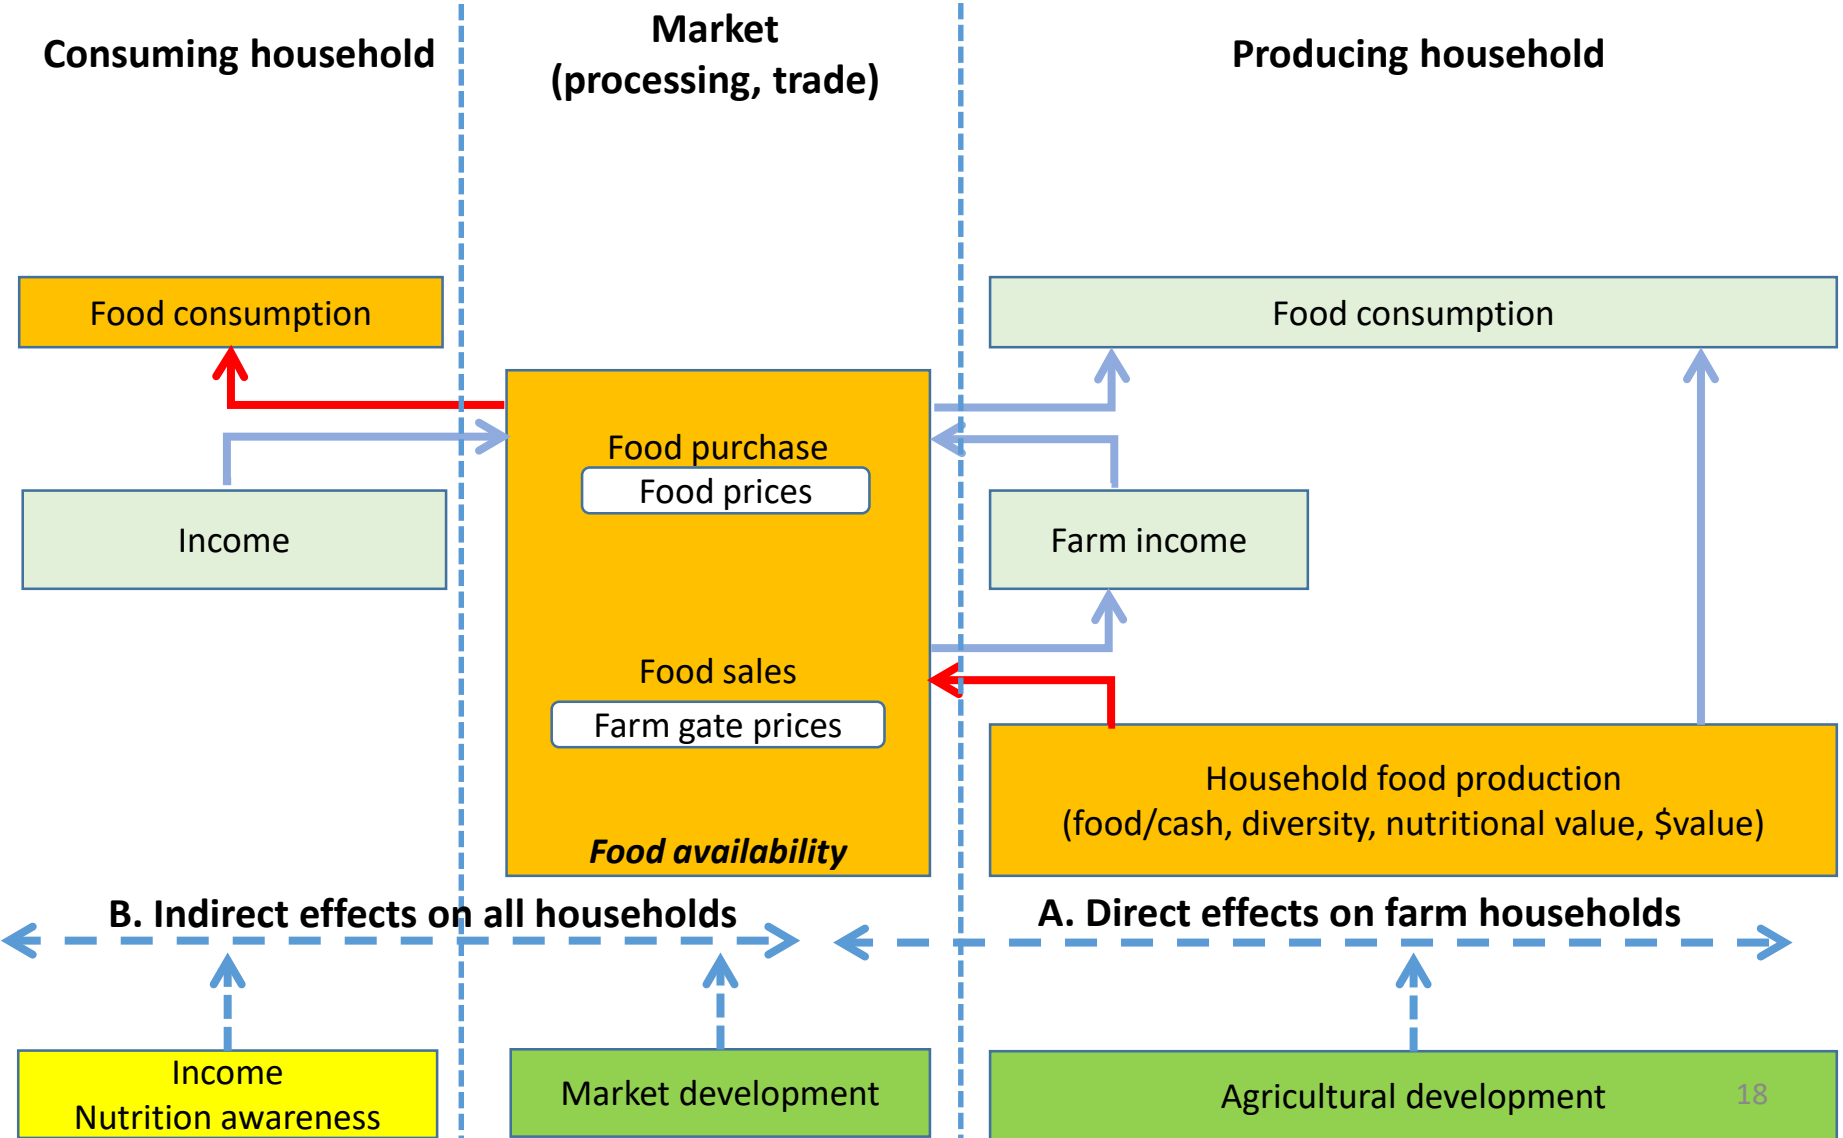 Consuming household
Market
(processing, trade)
Producing household
Food consumption
Food consumption
Food purchase
Food prices
Income
Farm income
Food sales
Farm gate prices
Household food production
(food/cash, diversity, nutritional value, $value)
Food availability
B. Indirect effects on all households
A. Direct effects on farm households
Income
Nutrition awareness
Market development
Agricultural development
18